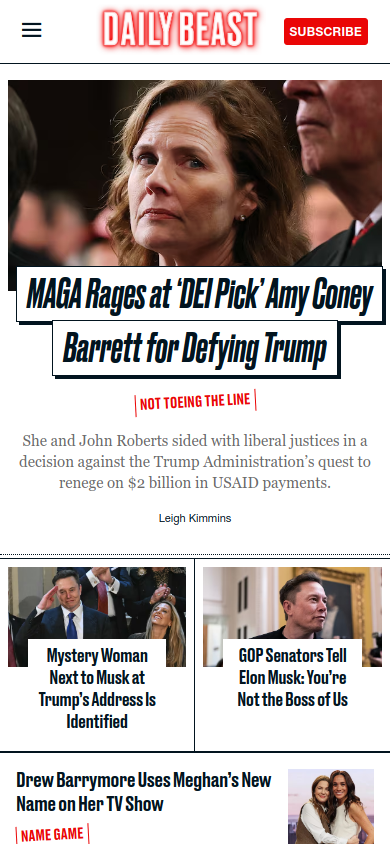 DAILY BEAST
SUBSCRIBE
MAGA Rages at ‘DEI Pick’ Amy Coney
Barrett for Defying Trump
NOT TOEING THE LINE
She and John Roberts sided with liberal justices in a
decision against the Trump Administration’s quest to
renege on $2 billion in USAID payments.
Leigh Kimmins
Mystery Woman
Next to Musk at
Trump’s Address Is
Identified
GOP Senators Tell
Elon Musk: You’re
Not the Boss of Us
Drew Barrymore Uses Meghan’s New
Name on Her TV Show
NAME GAME